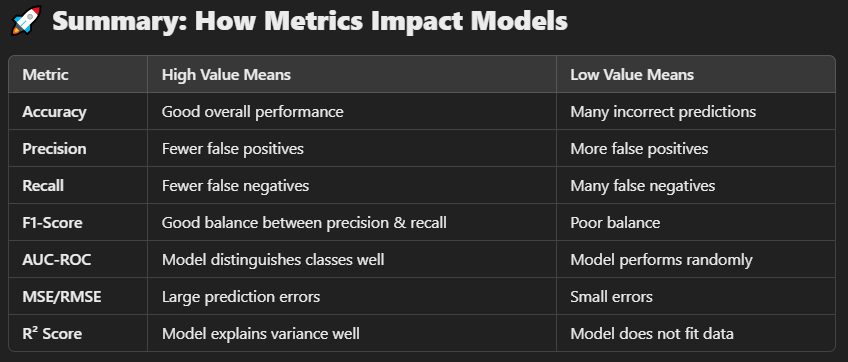 🚀 Summary: How Metrics Impact Models
Metric High Value Means Low Value Means
Accuracy Good overall performance Many incorrect predictions
Precision Fewer false positives More false positives
Recall Fewer false negatives Many false negatives
F1-Score Good balance between precision & recall Poor balance
AUC-ROC Model distinguishes classes well Model performs randomly
MSE/RMSE Large prediction errors Small errors
R² Score Model explains variance well Model does not fit data